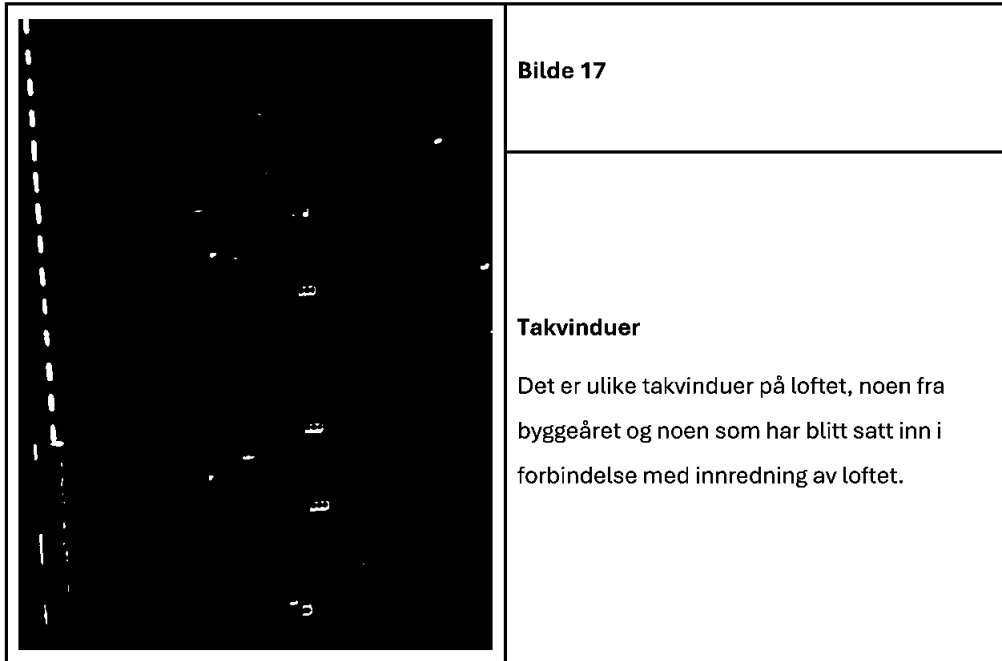 Bilde 17
Takvinduer
Det er ulike takvinduer på loftet, noen fra
byggeåret og noen som har blitt satt inn i
forbindelse med innredning av loftet.